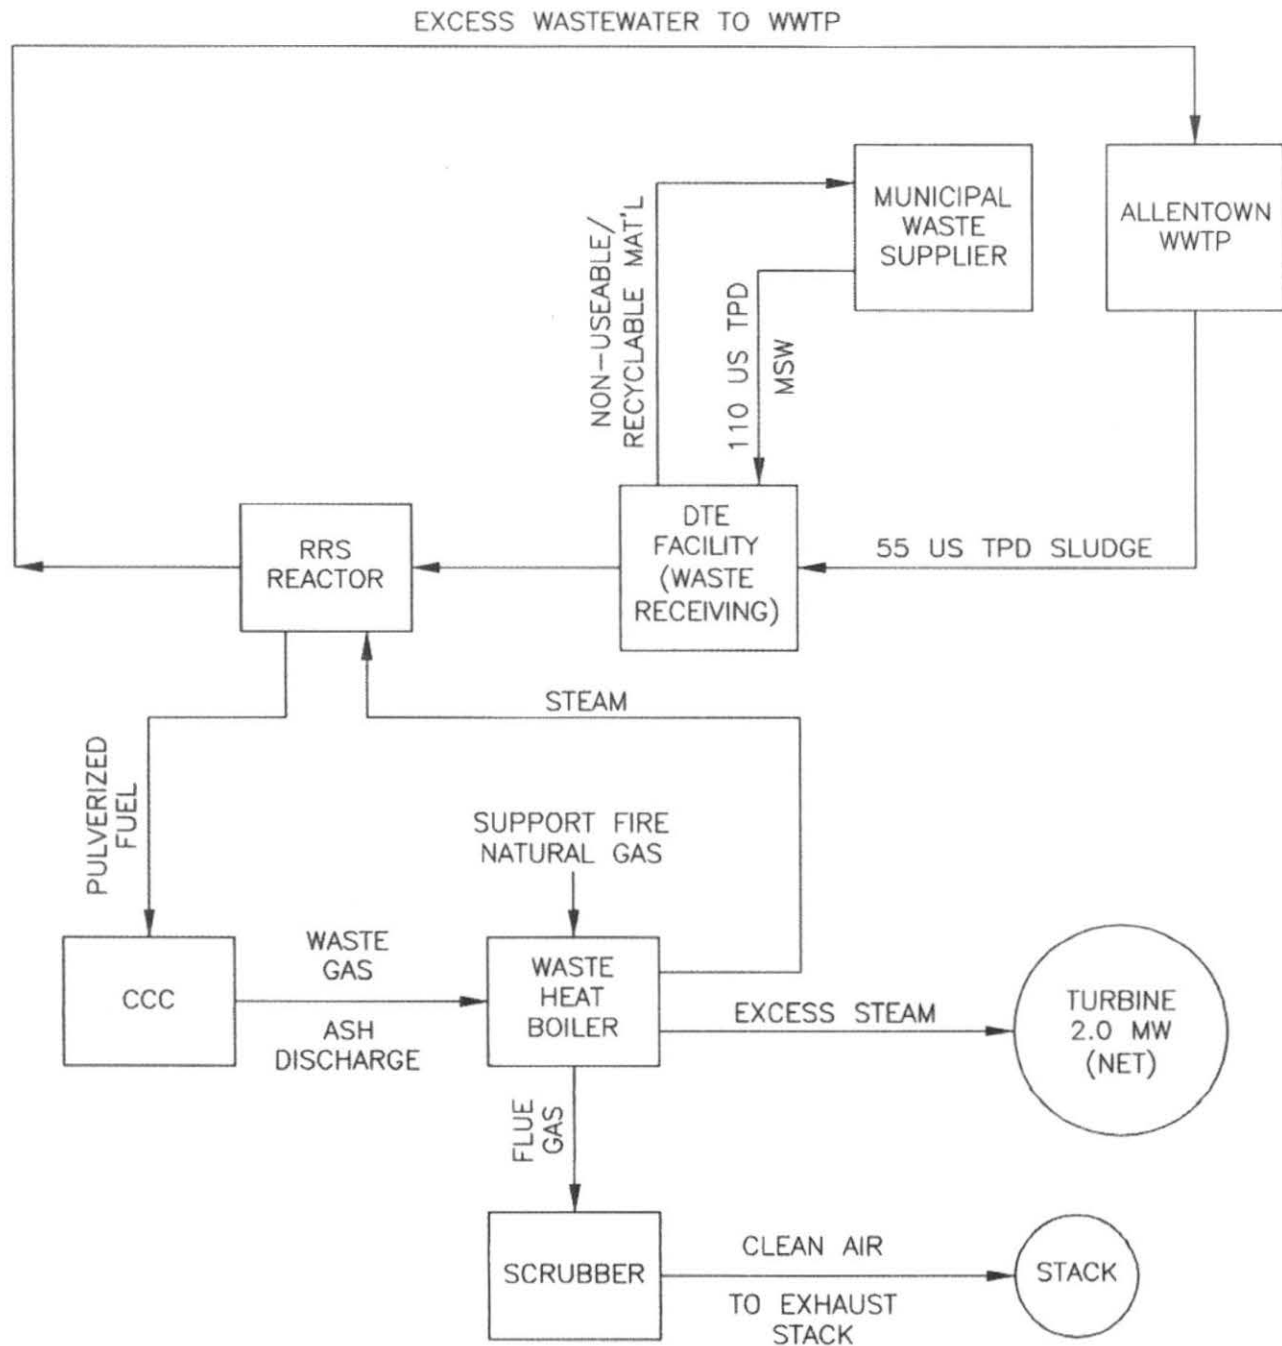 EXCESS WASTEWATER TO WWTP
MUNICIPAL
WASTE
SUPPLIER
ALLENTOWN
WWTP
NON-USEABLE/
RECYCLABLE MAT'L
110 US TPD
MSW
RRS
REACTOR
DTE
FACILITY
(WASTE
RECEIVING)
55 US TPD SLUDGE
STEAM
PULVERIZED
FUEL
SUPPORT FIRE
NATURAL GAS
CCC
WASTE
GAS
ASH
DISCHARGE
WASTE
HEAT
BOILER
EXCESS STEAM
TURBINE
2.0 MW
(NET)
FLUE
GAS
SCRUBBER
CLEAN AIR
TO EXHAUST
STACK
STACK